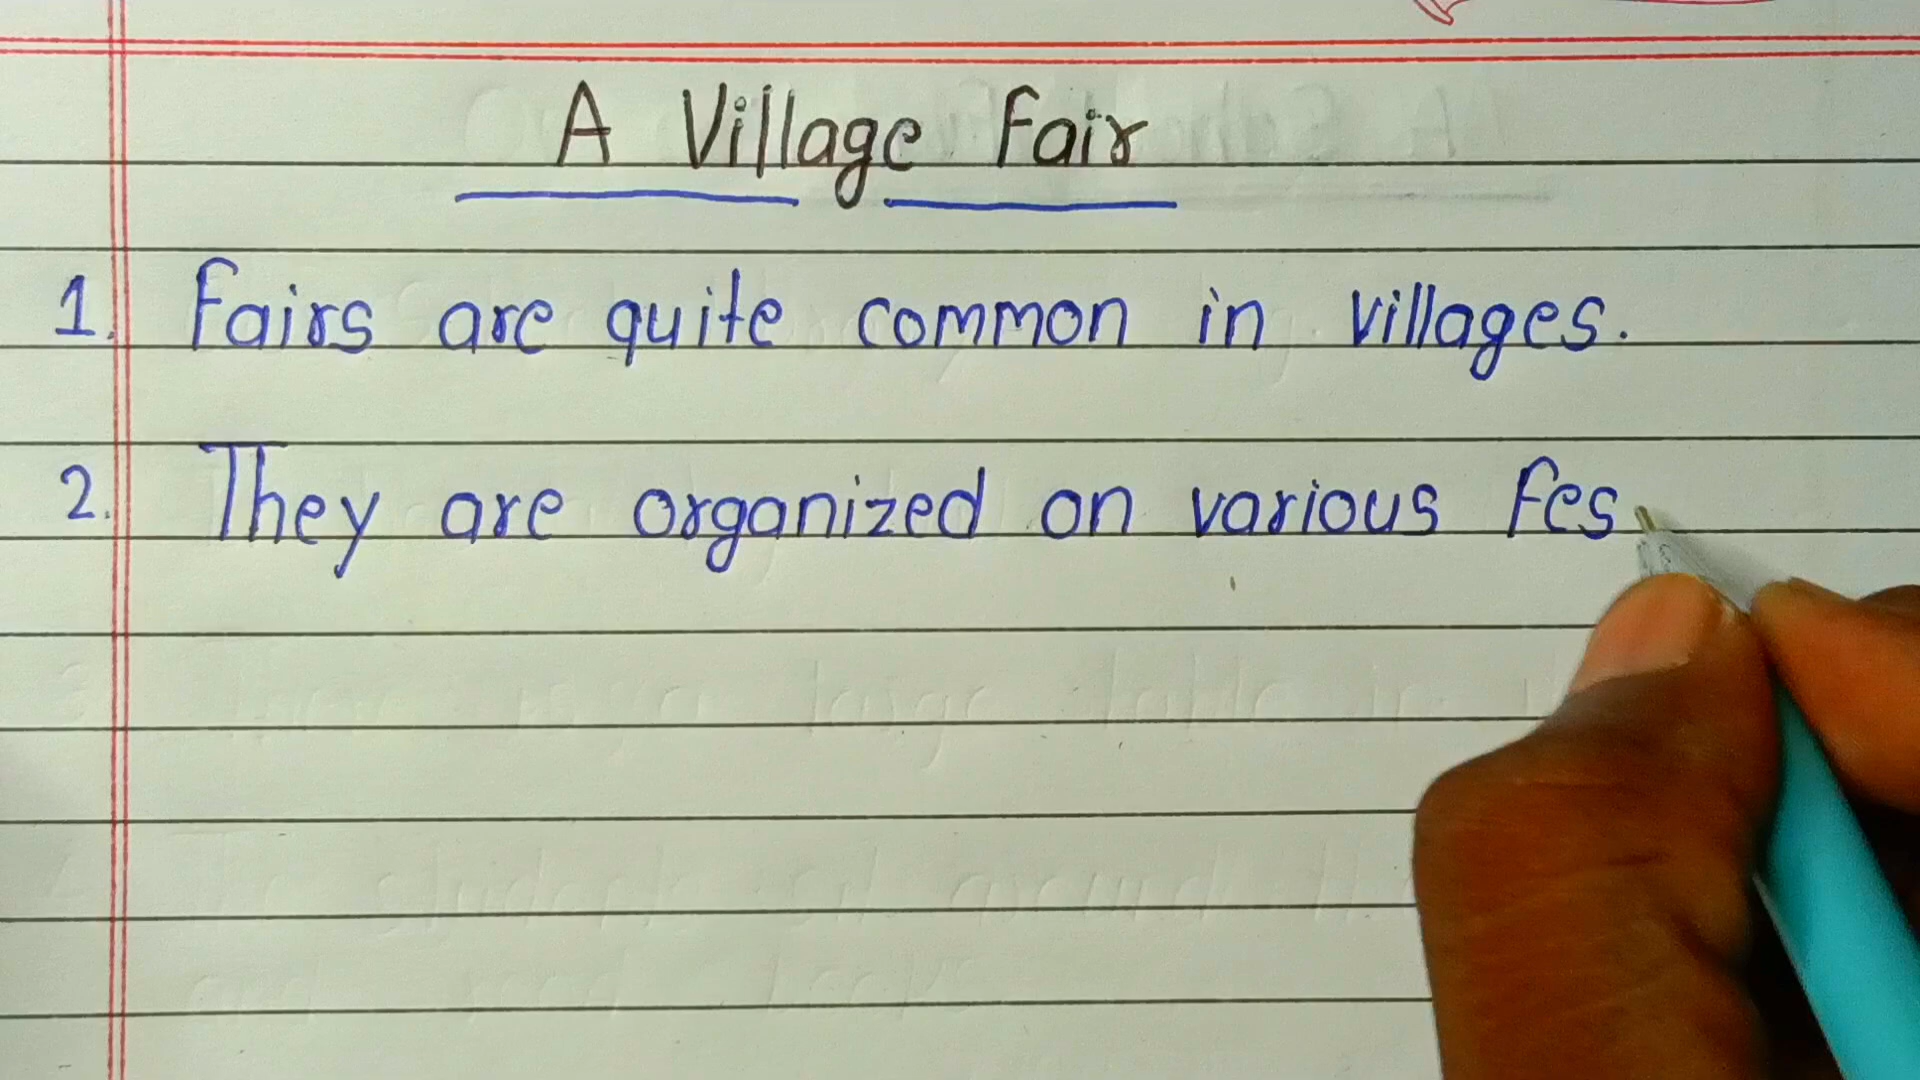 A Village Fair
1. Fairs are quite common in villages.
2. They are organized on various Fes